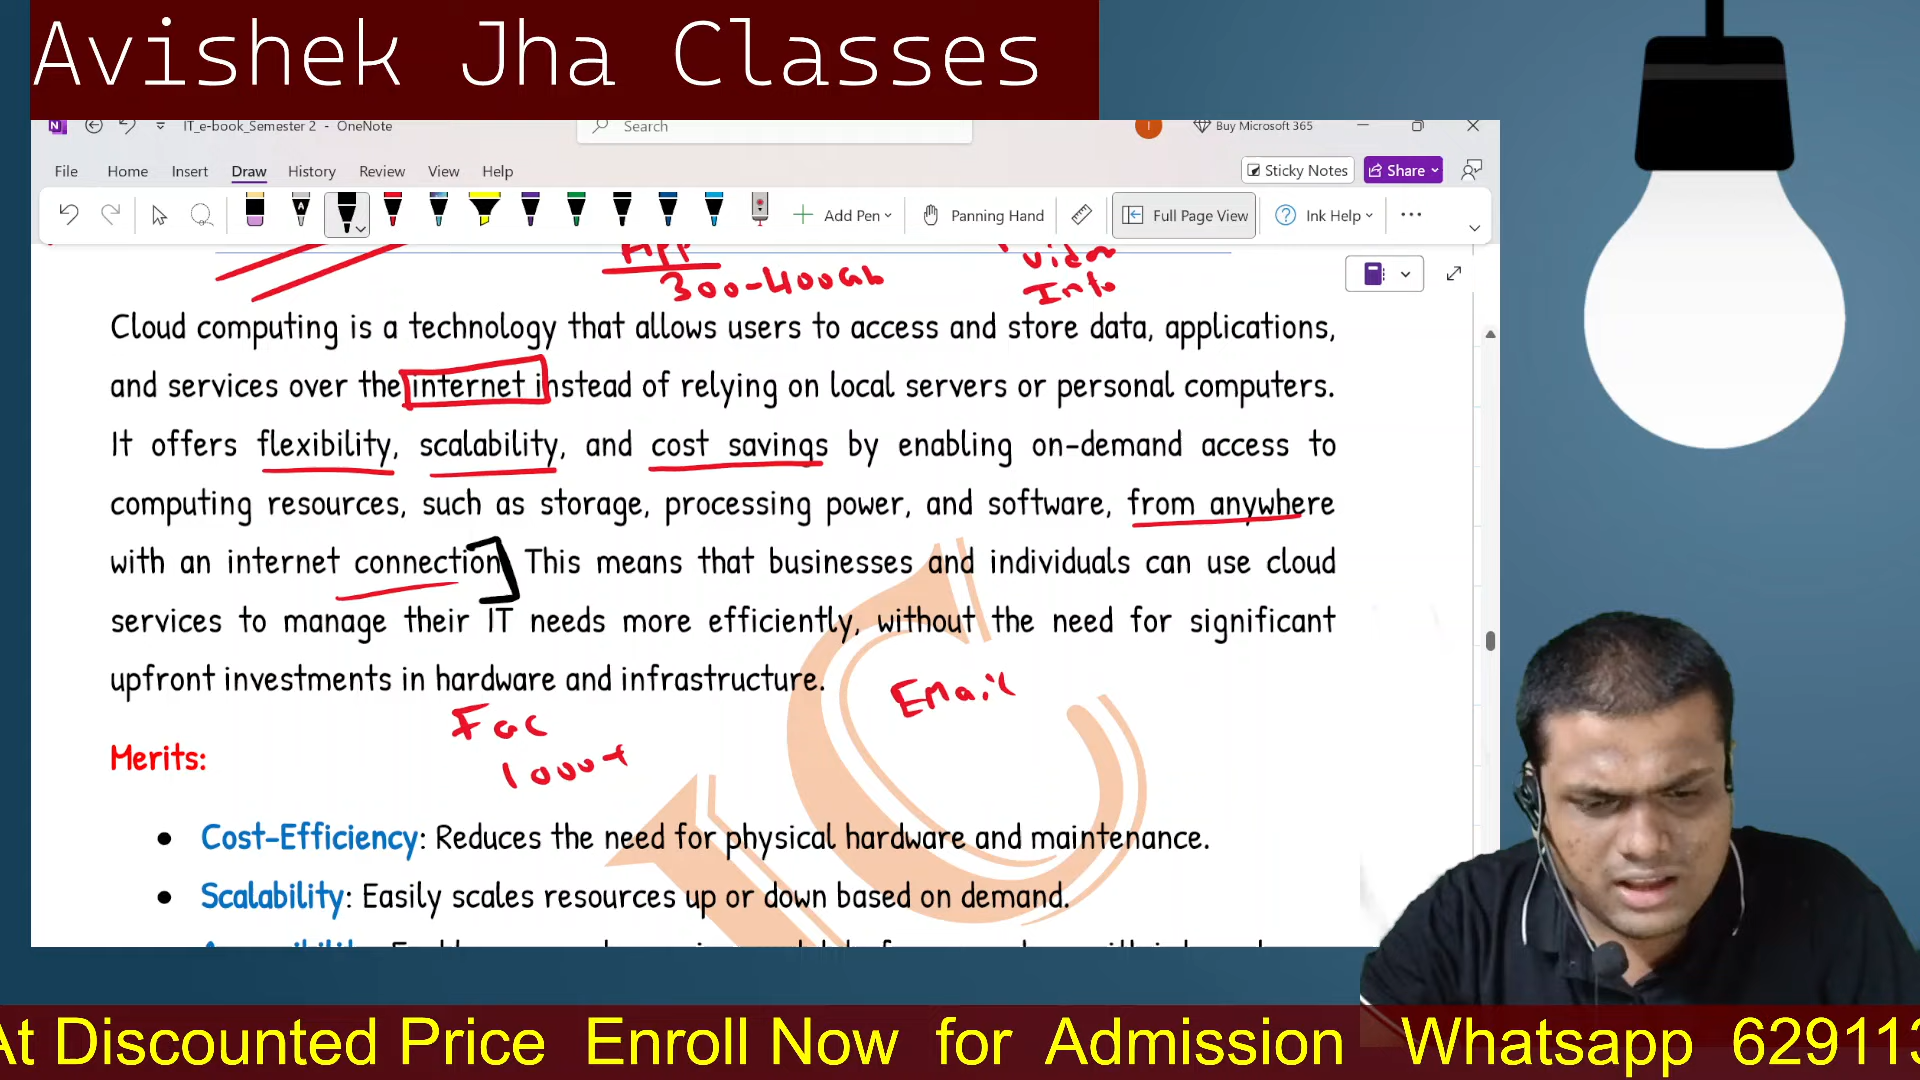 Avishek Jha Classes
IT_e-book_Semester 2 - OneNote
Search
Buy Microsoft 365
File Home Insert Draw History Review View Help
Sticky Notes
Share
Add Pen
Panning Hand
Full Page View
Ink Help
App
300-400Gb
Video
Info
Cloud computing is a technology that allows users to access and store data, applications,
and services over the internet instead of relying on local servers or personal computers.
It offers flexibility, scalability, and cost savings by enabling on-demand access to
computing resources, such as storage, processing power, and software, from anywhere
with an internet connection. This means that businesses and individuals can use cloud
services to manage their IT needs more efficiently, without the need for significant
upfront investments in hardware and infrastructure.
Email
1000+
Merits:
• Cost-Efficiency: Reduces the need for physical hardware and maintenance.
• Scalability: Easily scales resources up or down based on demand.
At Discounted Price Enroll Now for Admission Whatsapp 629113